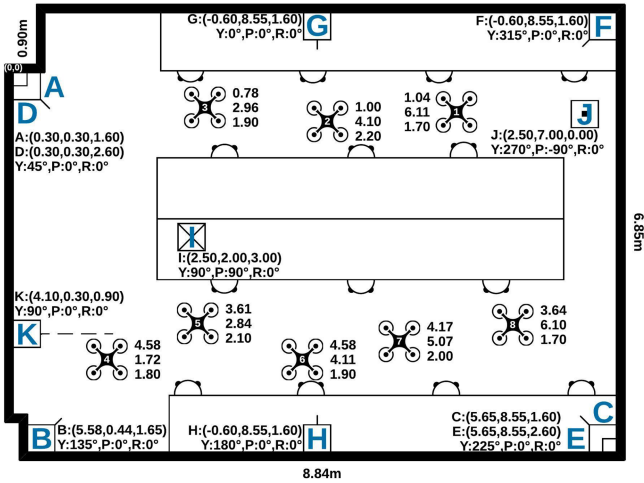 G:(-0.60,8.55,1.60)
Y:0°,P:0°,R:0°
G
F:(-0.60,8.55,1.60)
Y:315°,P:0°,R:0°
F
0.90m
(0,0)
A
D
A:(0.30,0.30,1.60)
D:(0.30,0.30,2.60)
Y:45°,P:0°,R:0°
3
0.78
2.96
1.90
2
1.00
4.10
2.20
1.04
6.11
1.70
1
J
J:(2.50,7.00,0.00)
Y:270°,P:-90°,R:0°
I
I:(2.50,2.00,3.00)
Y:90°,P:90°,R:0°
6.85m
K:(4.10,0.30,0.90)
Y:90°,P:0°,R:0°
K
4
4.58
1.72
1.80
5
3.61
2.84
2.10
6
4.58
4.11
1.90
7
4.17
5.07
2.00
8
3.64
6.10
1.70
B
B:(5.58,0.44,1.65)
Y:135°,P:0°,R:0°
H:(-0.60,8.55,1.60)
Y:180°,P:0°,R:0°
H
C:(5.65,8.55,1.60)
E:(5.65,8.55,2.60)
Y:225°,P:0°,R:0°
C
E
8.84m